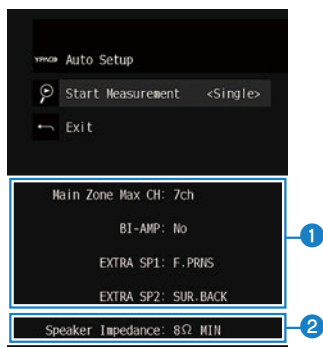 YPAO Auto Setup
Start Measurement <Single>
Exit
Main Zone Max CH: 7ch
BI-AMP: No
EXTRA SP1: F.PRNS
EXTRA SP2: SUR.BACK
1
Speaker Impedance: 8Ω MIN
2